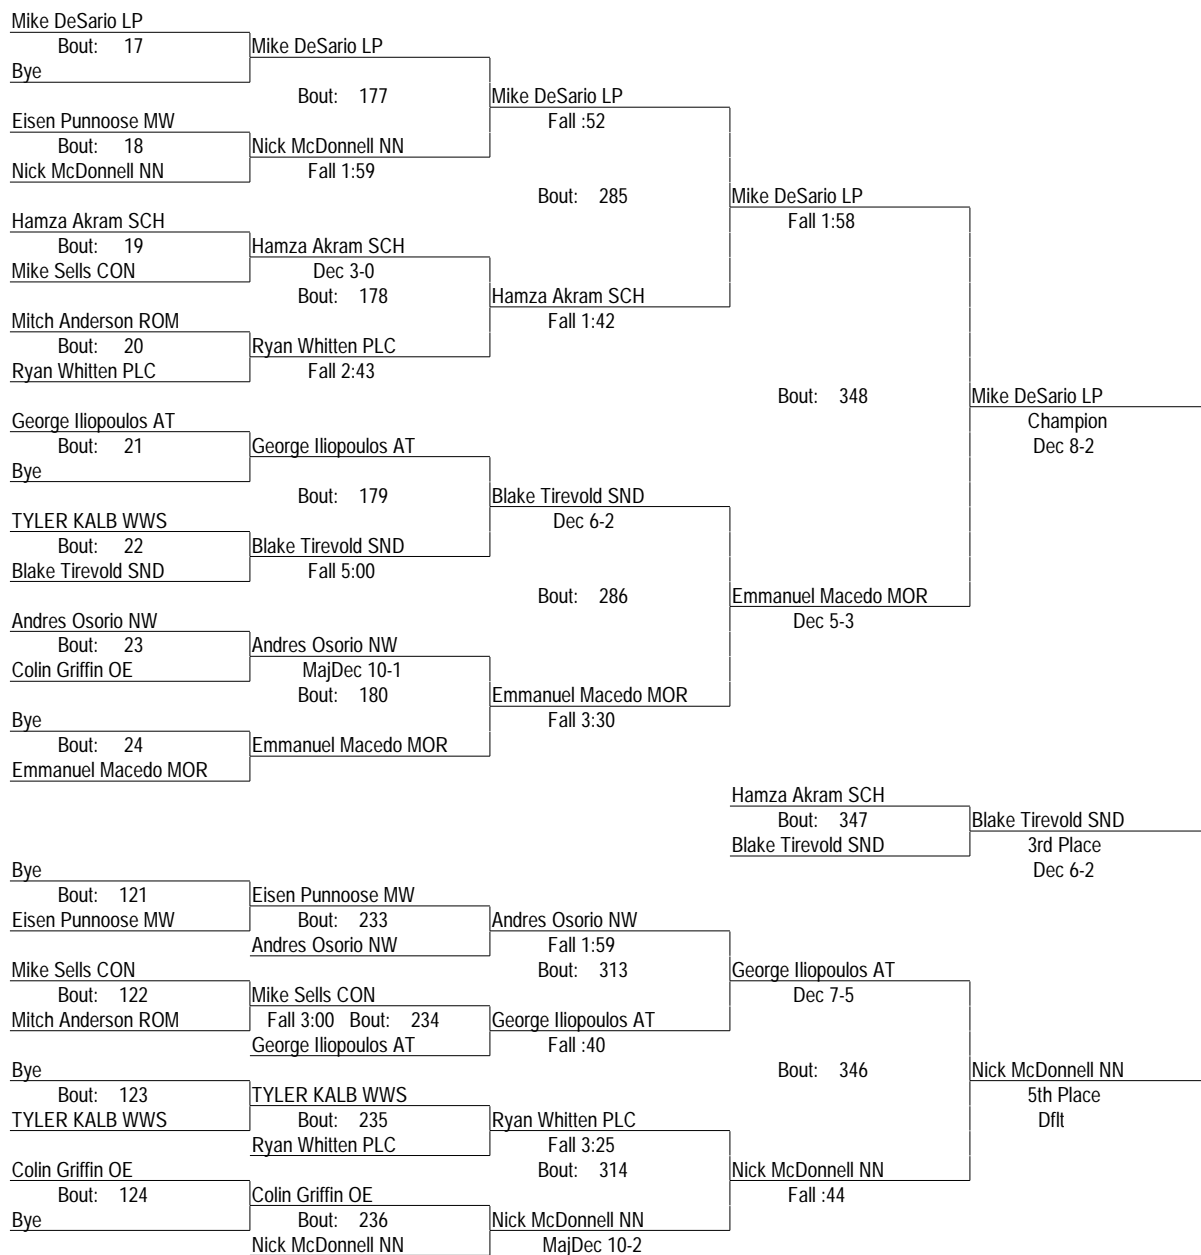 Mike DeSario LP
Bout: 17
Mike DeSario LP
Bye
Bout: 177
Mike DeSario LP
Eisen Punnoose MW
Fall :52
Bout: 18
Nick McDonnell NN
Nick McDonnell NN
Fall 1:59
Bout: 285
Mike DeSario LP
Hamza Akram SCH
Fall 1:58
Bout: 19
Hamza Akram SCH
Mike Sells CON
Dec 3-0
Bout: 178
Hamza Akram SCH
Mitch Anderson ROM
Fall 1:42
Bout: 20
Ryan Whitten PLC
Ryan Whitten PLC
Fall 2:43
Bout: 348
Mike DeSario LP
George Iliopoulos AT
Champion
Bout: 21
George Iliopoulos AT
Dec 8-2
Bye
Bout: 179
Blake Tirevold SND
TYLER KALB WWS
Dec 6-2
Bout: 22
Blake Tirevold SND
Blake Tirevold SND
Fall 5:00
Bout: 286
Emmanuel Macedo MOR
Andres Osorio NW
Dec 5-3
Bout: 23
Andres Osorio NW
Colin Griffin OE
MajDec 10-1
Bout: 180
Emmanuel Macedo MOR
Bye
Fall 3:30
Bout: 24
Emmanuel Macedo MOR
Emmanuel Macedo MOR
Hamza Akram SCH
Bout: 347
Blake Tirevold SND
Blake Tirevold SND
3rd Place
Dec 6-2
Bye
Bout: 121
Eisen Punnoose MW
Eisen Punnoose MW
Bout: 233
Andres Osorio NW
Andres Osorio NW
Fall 1:59
Mike Sells CON
Bout: 313
George Iliopoulos AT
Bout: 122
Mike Sells CON
Dec 7-5
Mitch Anderson ROM
Fall 3:00 Bout: 234
George Iliopoulos AT
George Iliopoulos AT
Fall :40
Bye
Bout: 346
Nick McDonnell NN
Bout: 123
TYLER KALB WWS
5th Place
TYLER KALB WWS
Bout: 235
Ryan Whitten PLC
Dflt
Ryan Whitten PLC
Fall 3:25
Colin Griffin OE
Bout: 314
Nick McDonnell NN
Bout: 124
Colin Griffin OE
Fall :44
Bye
Bout: 236
Nick McDonnell NN
Nick McDonnell NN
MajDec 10-2